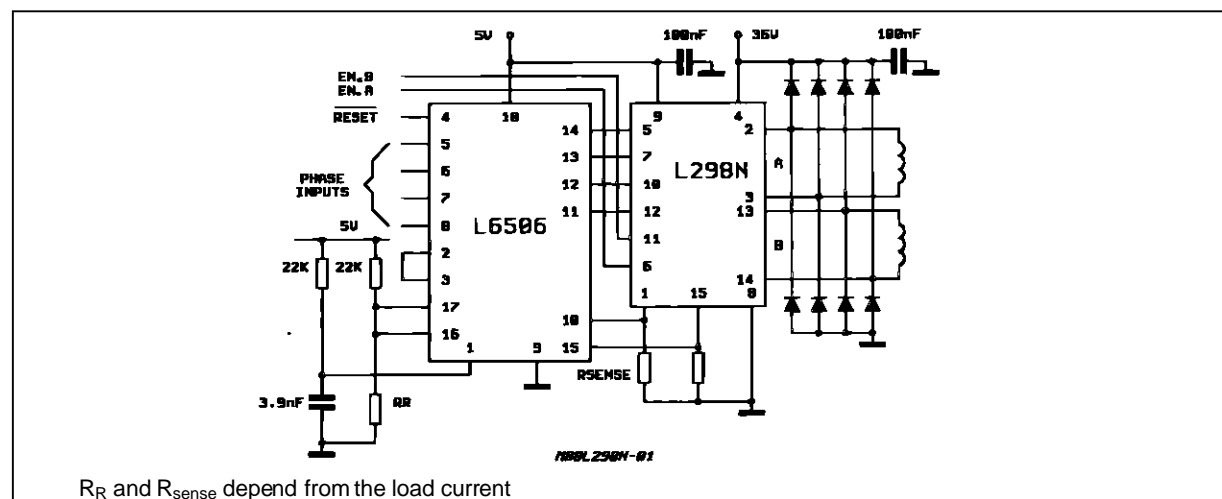 5V 100nF 36V 100nF
EN.B
EN.A
RESET
4 18 9 4
5 14 5 2
13 7 A
6 L298N
PHASE INPUTS
12 10
7 3
11 12 13
8 L6506
5V 11 B
2
22K 22K 6
3 14
1 15 8
17
10
16
1 9 15
RSENSE
3.9nF RR
M88L298N-01
RR and Rsense depend from the load current